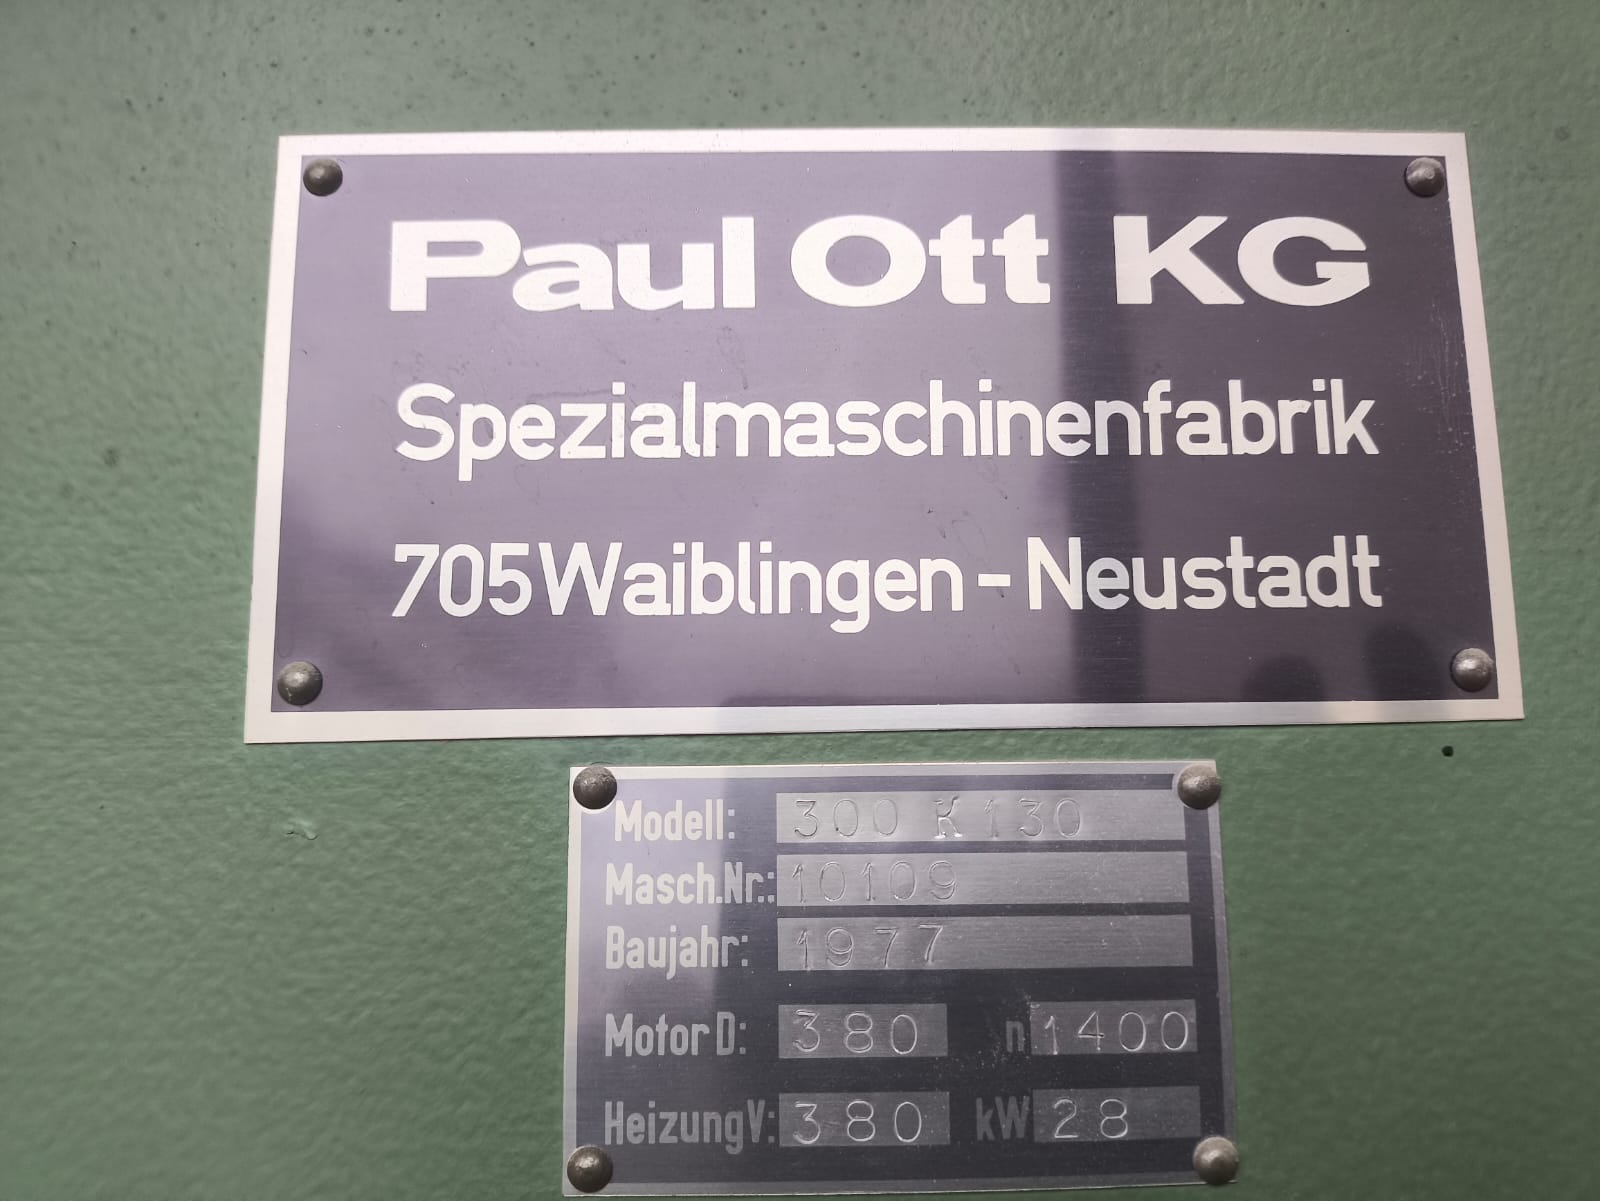 Paul Ott KG
Spezialmaschinenfabrik
705 Waiblingen - Neustadt
Modell: 300 K 130
Masch.Nr.: 10109
Baujahr: 1977
Motor D: 380 n 1400
Heizung V: 380 kW 28